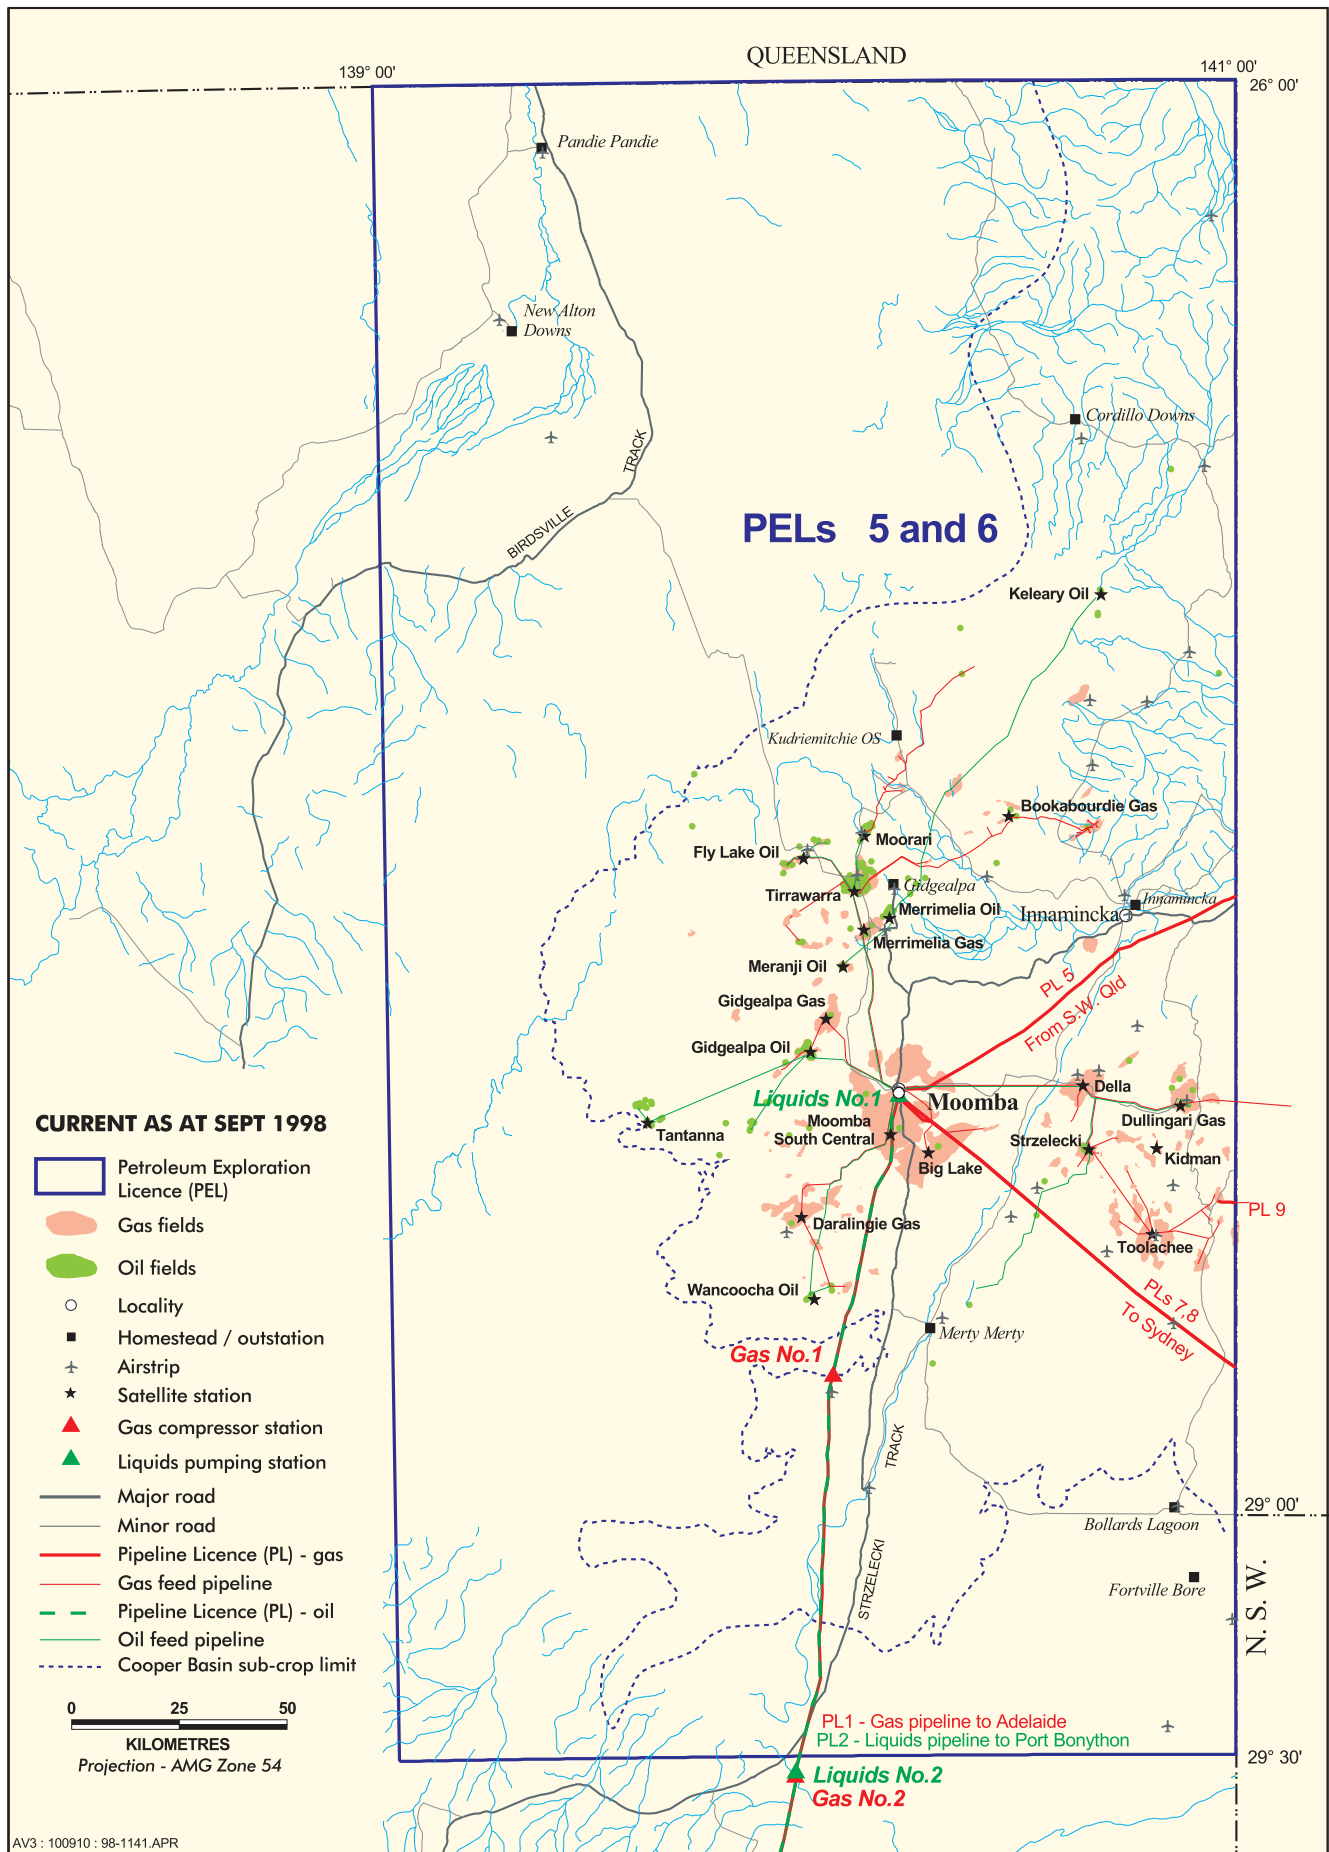 QUEENSLAND
139° 00'
141° 00'
26° 00'
Pandie Pandie
New Alton
Downs
Cordillo Downs
TRACK
BIRDSVILLE
PELs 5 and 6
Keleary Oil
Kudriemitchie OS
Bookabourdie Gas
Moorari
Fly Lake Oil
Tirrawarra
Gidgealpa
Merrimelia Oil
Innamincka
Innamincka
Merrimelia Gas
Meranji Oil
PL 5
From S.W. Qld
Gidgealpa Gas
Gidgealpa Oil
Della
Liquids No.1
Moomba
Dullingari Gas
Moomba
South Central
Tantanna
Strzelecki
Kidman
Big Lake
PL 9
Daralingie Gas
Toolachee
Wancoocha Oil
PLs 7,8
To Sydney
Merty Merty
Gas No.1
TRACK
STRZELECKI
29° 00'
Bollards Lagoon
Fortville Bore
N. S. W.
PL1 - Gas pipeline to Adelaide
PL2 - Liquids pipeline to Port Bonython
29° 30'
Liquids No.2
Gas No.2
CURRENT AS AT SEPT 1998
Petroleum Exploration
Licence (PEL)
Gas fields
Oil fields
Locality
Homestead / outstation
Airstrip
Satellite station
Gas compressor station
Liquids pumping station
Major road
Minor road
Pipeline Licence (PL) - gas
Gas feed pipeline
Pipeline Licence (PL) - oil
Oil feed pipeline
Cooper Basin sub-crop limit
0 25 50
KILOMETRES
Projection - AMG Zone 54
AV3 : 100910 : 98-1141.APR